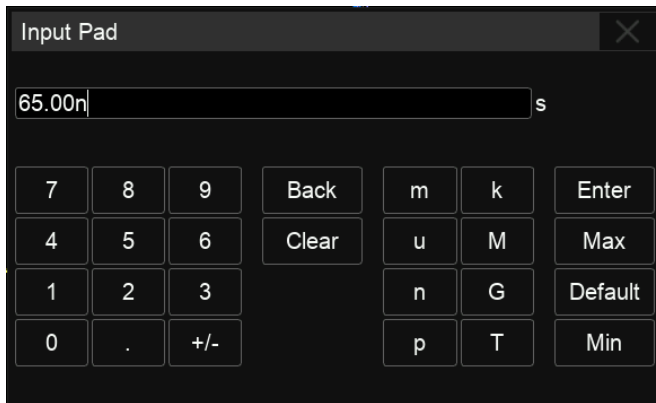 Input Pad
65.00n s
7 8 9 Back m k Enter
4 5 6 Clear u M Max
1 2 3 n G Default
0 . +/- p T Min